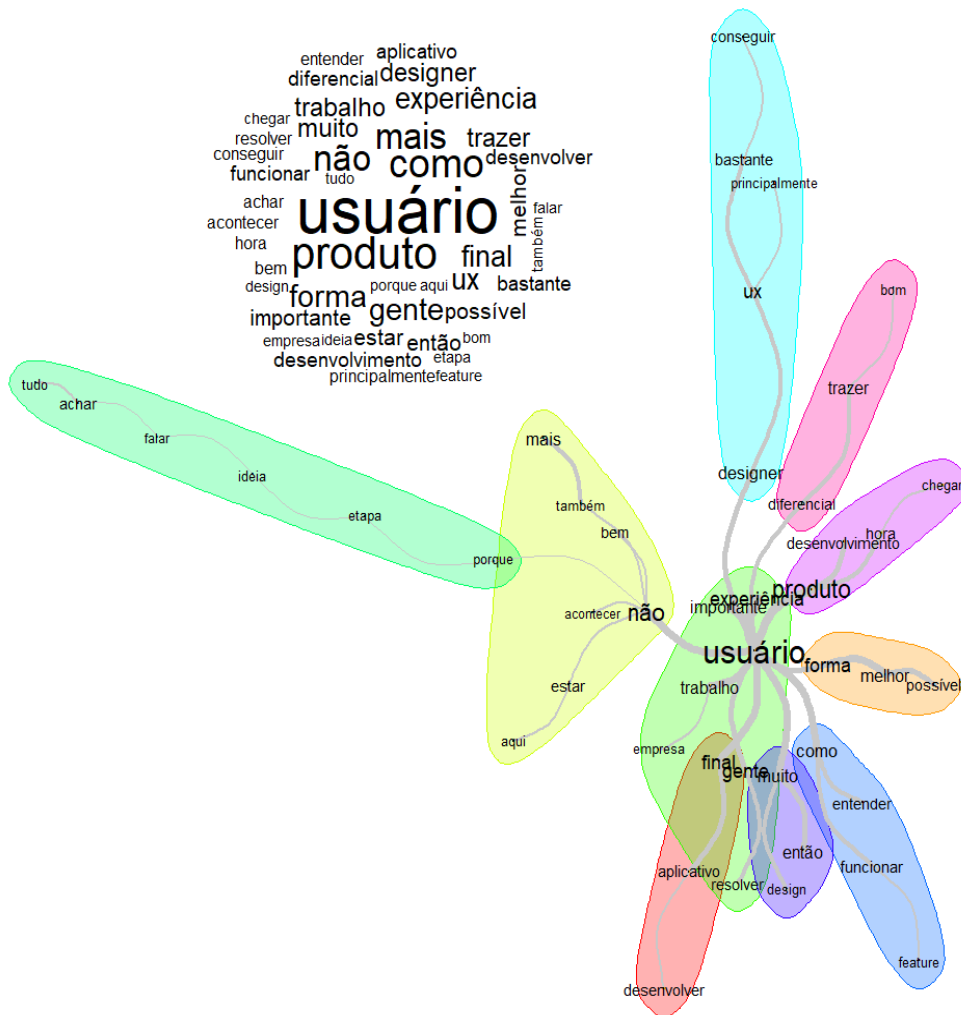 entender aplicativo
diferencial designer
trabalho experiência
chegar muito mais trazer
resolver
conseguir não como desenvolver
funcionar tudo melhor
achar usuário falar
acontecer também
hora produto final
bem porque aqui ux bastante
design forma gente possível
importante
empresa ideia estar então bom
desenvolvimento etapa
principalmente feature
conseguir
bastante
principalmente
ux
designer
bom
trazer
diferencial
chegar
hora
desenvolvimento
produto
tudo
achar
falar
ideia
etapa
porque
mais
também
bem
não
acontecer
estar
aqui
experiência
importante
usuário
trabalho
empresa
forma
melhor
possível
final
gente
muito
como
entender
então
funcionar
aplicativo
resolver
design
feature
desenvolver